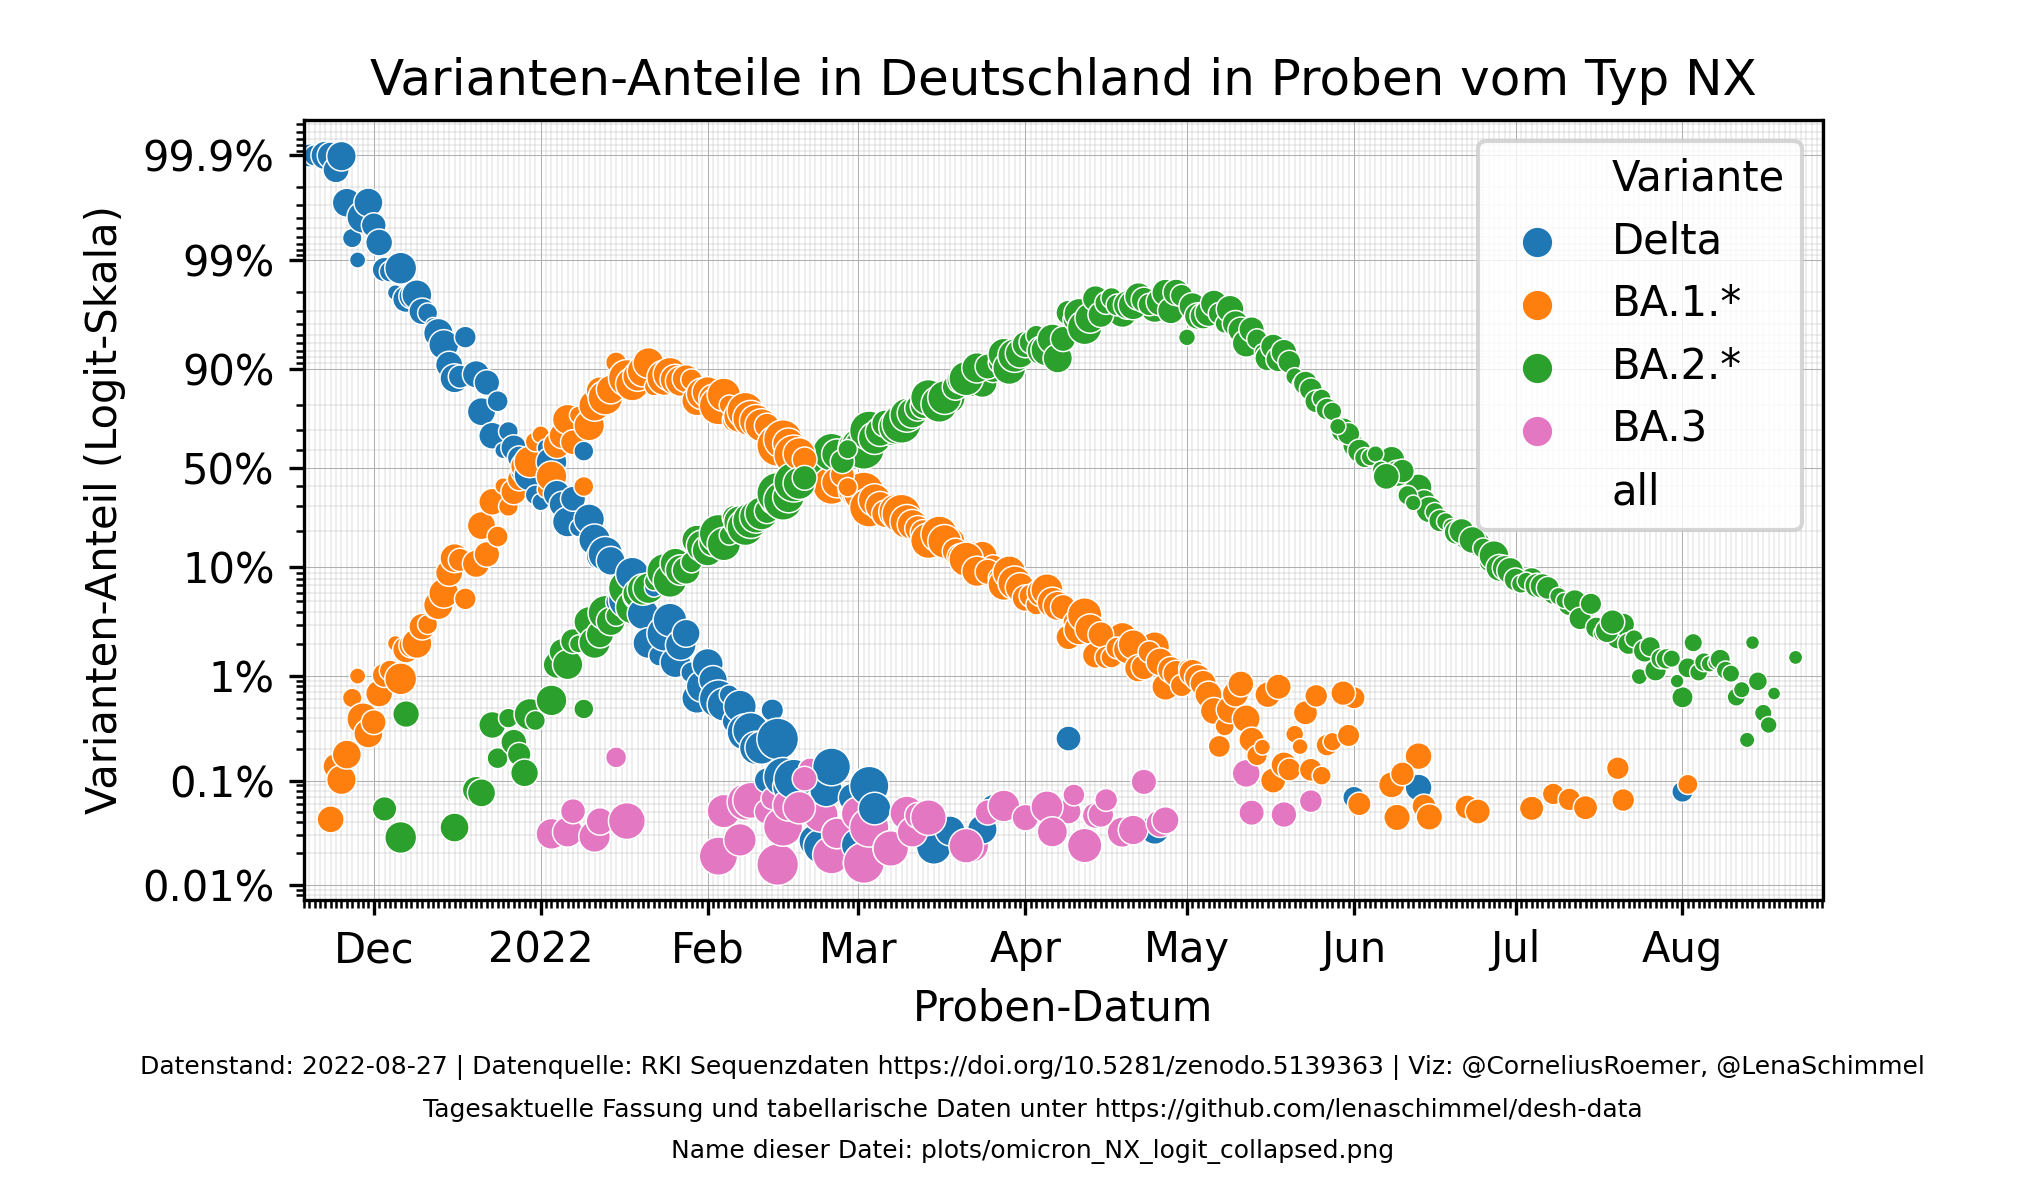 Varianten-Anteile in Deutschland in Proben vom Typ NX
Varianten-Anteil (Logit-Skala)
99.9%
99%
90%
50%
10%
1%
0.1%
0.01%
Variante
Delta
BA.1.*
BA.2.*
BA.3
all
Dec 2022 Feb Mar Apr May Jun Jul Aug
Proben-Datum
Datenstand: 2022-08-27 | Datenquelle: RKI Sequenzdaten https://doi.org/10.5281/zenodo.5139363 | Viz: @CorneliusRoemer, @LenaSchimmel
Tagesaktuelle Fassung und tabellarische Daten unter https://github.com/lenaschimmel/desh-data
Name dieser Datei: plots/omicron_NX_logit_collapsed.png